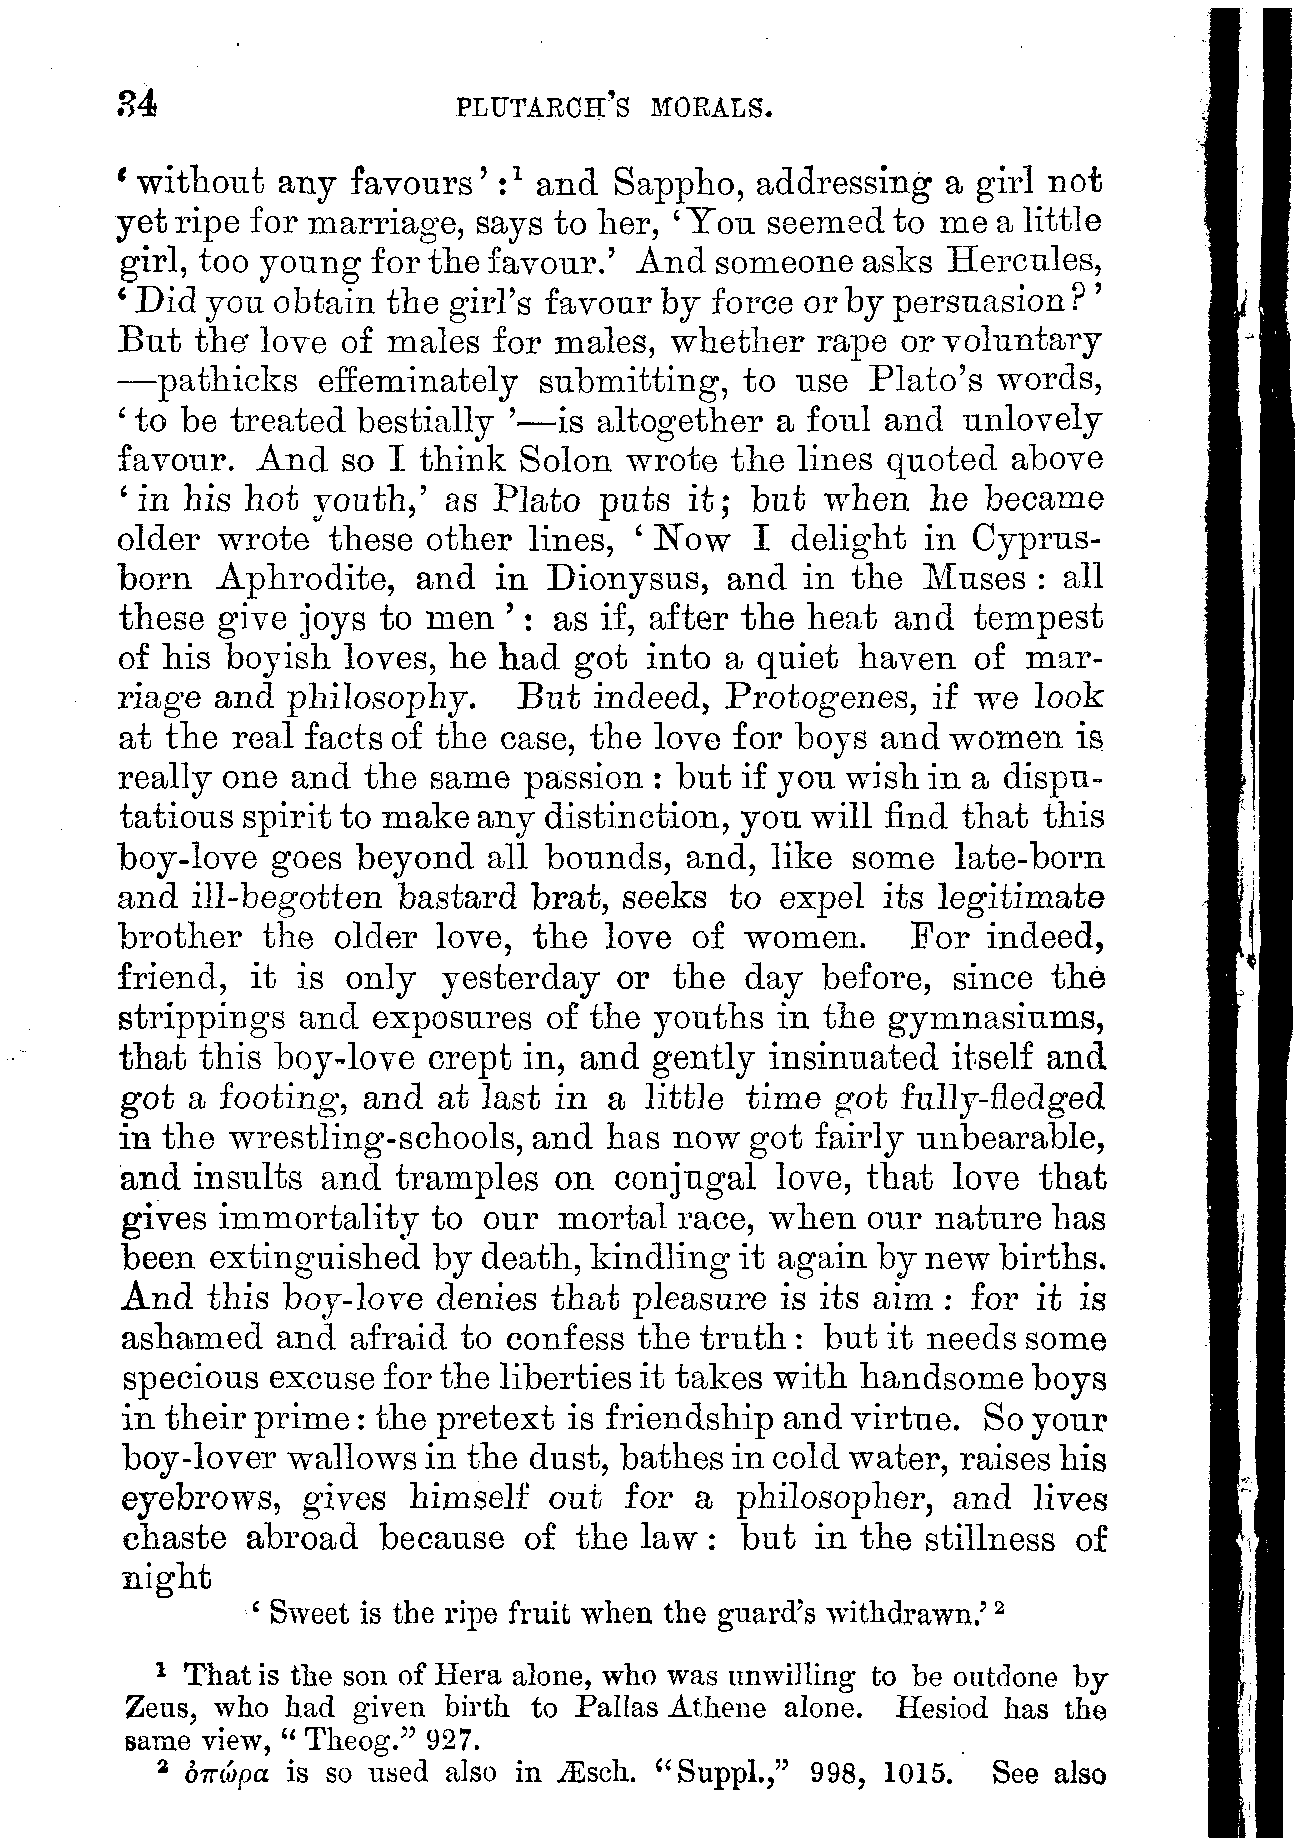 34 PLUTARCH'S MORALS.
‘ without any favours ’ :¹ and Sappho, addressing a girl not
yet ripe for marriage, says to her, ‘ You seemed to me a little
girl, too young for the favour.’ And someone asks Hercules,
‘ Did you obtain the girl's favour by force or by persuasion ? ’
But the love of males for males, whether rape or voluntary
—pathicks effeminately submitting, to use Plato's words,
‘ to be treated bestially ’—is altogether a foul and unlovely
favour. And so I think Solon wrote the lines quoted above
‘ in his hot youth,’ as Plato puts it; but when he became
older wrote these other lines, ‘ Now I delight in Cyprus-
born Aphrodite, and in Dionysus, and in the Muses : all
these give joys to men ’ : as if, after the heat and tempest
of his boyish loves, he had got into a quiet haven of mar-
riage and philosophy. But indeed, Protogenes, if we look
at the real facts of the case, the love for boys and women is
really one and the same passion : but if you wish in a dispu-
tatious spirit to make any distinction, you will find that this
boy-love goes beyond all bounds, and, like some late-born
and ill-begotten bastard brat, seeks to expel its legitimate
brother the older love, the love of women. For indeed,
friend, it is only yesterday or the day before, since the
strippings and exposures of the youths in the gymnasiums,
that this boy-love crept in, and gently insinuated itself and
got a footing, and at last in a little time got fully-fledged
in the wrestling-schools, and has now got fairly unbearable,
and insults and tramples on conjugal love, that love that
gives immortality to our mortal race, when our nature has
been extinguished by death, kindling it again by new births.
And this boy-love denies that pleasure is its aim : for it is
ashamed and afraid to confess the truth : but it needs some
specious excuse for the liberties it takes with handsome boys
in their prime : the pretext is friendship and virtue. So your
boy-lover wallows in the dust, bathes in cold water, raises his
eyebrows, gives himself out for a philosopher, and lives
chaste abroad because of the law : but in the stillness of
night
‘ Sweet is the ripe fruit when the guard's withdrawn.’ ²
¹ That is the son of Hera alone, who was unwilling to be outdone by
Zeus, who had given birth to Pallas Athene alone. Hesiod has the
same view, “ Theog.” 927.
² ὀπώρα is so used also in Æsch. “Suppl.,” 998, 1015. See also